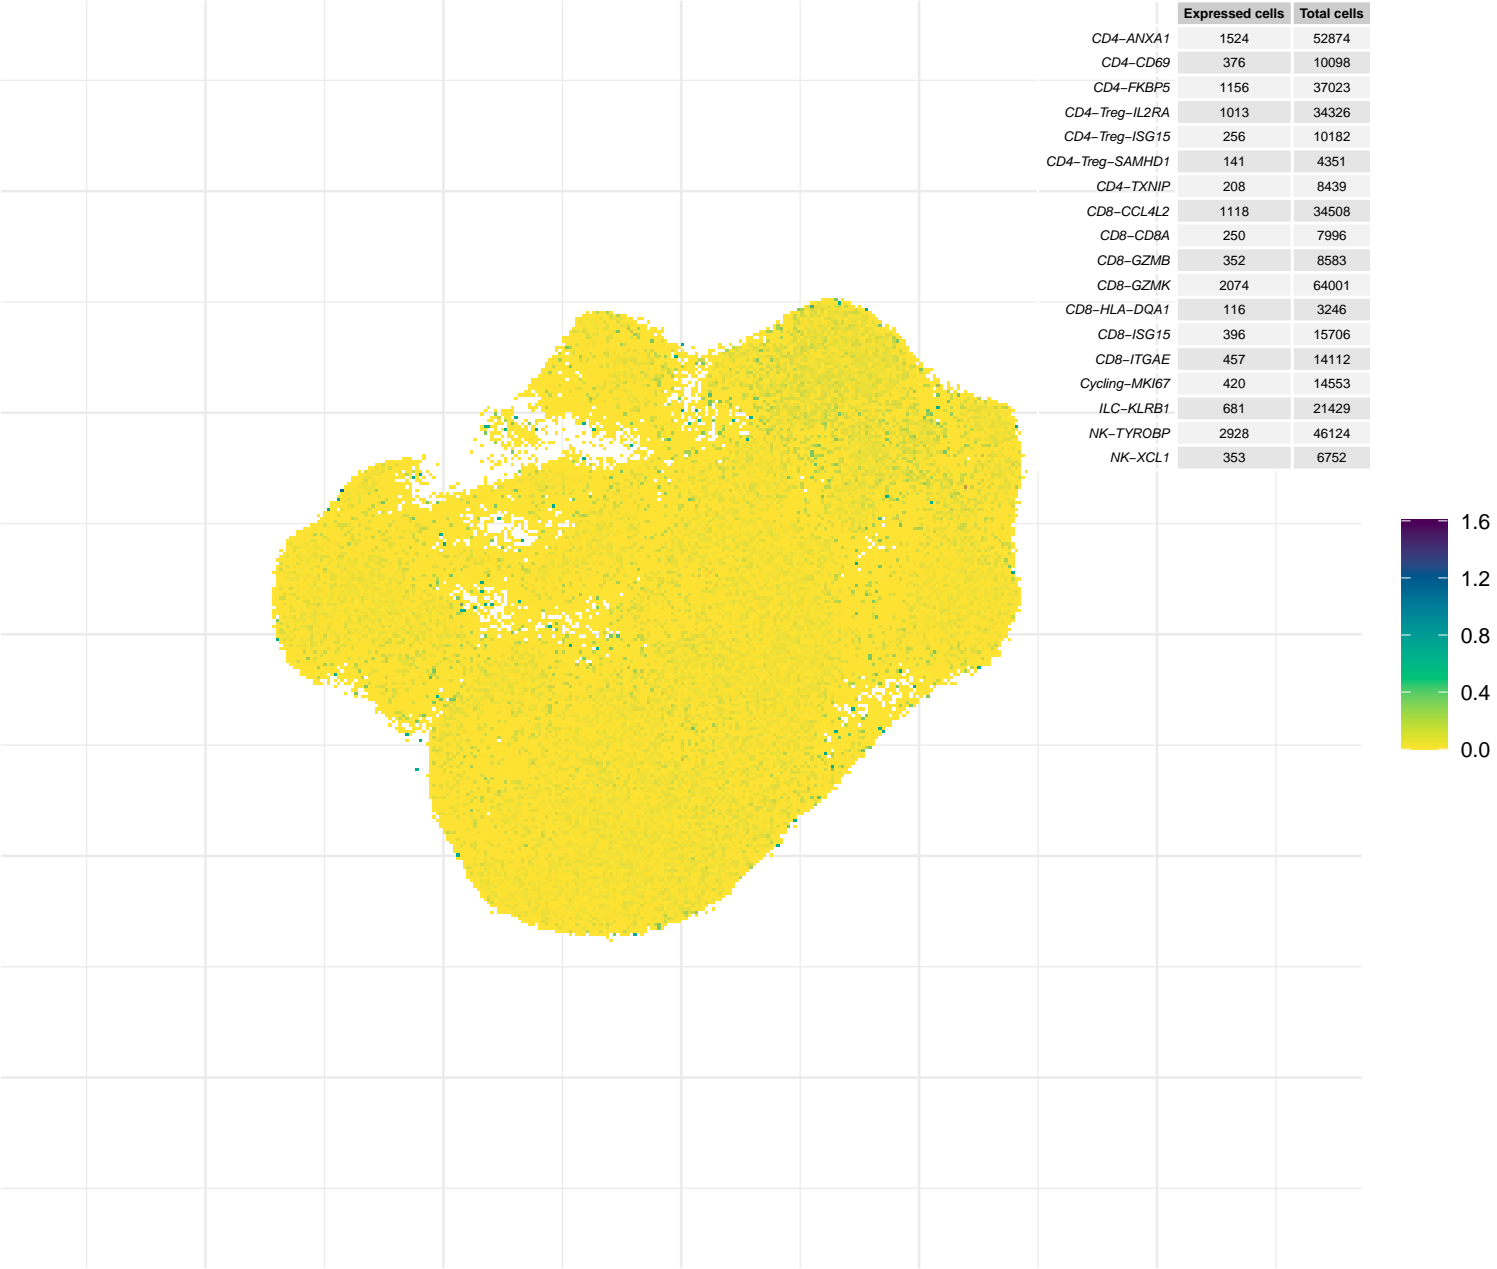 Expressed cells Total cells
CD4−ANXA1 1524 52874
CD4−CD69 376 10098
CD4−FKBP5 1156 37023
CD4−Treg−IL2RA 1013 34326
CD4−Treg−ISG15 256 10182
CD4−Treg−SAMHD1 141 4351
CD4−TXNIP 208 8439
CD8−CCL4L2 1118 34508
CD8−CD8A 250 7996
CD8−GZMB 352 8583
CD8−GZMK 2074 64001
CD8−HLA−DQA1 116 3246
CD8−ISG15 396 15706
CD8−ITGAE 457 14112
Cycling−MKI67 420 14553
ILC−KLRB1 681 21429
NK−TYROBP 2928 46124
NK−XCL1 353 6752
1.6
1.2
0.8
0.4
0.0